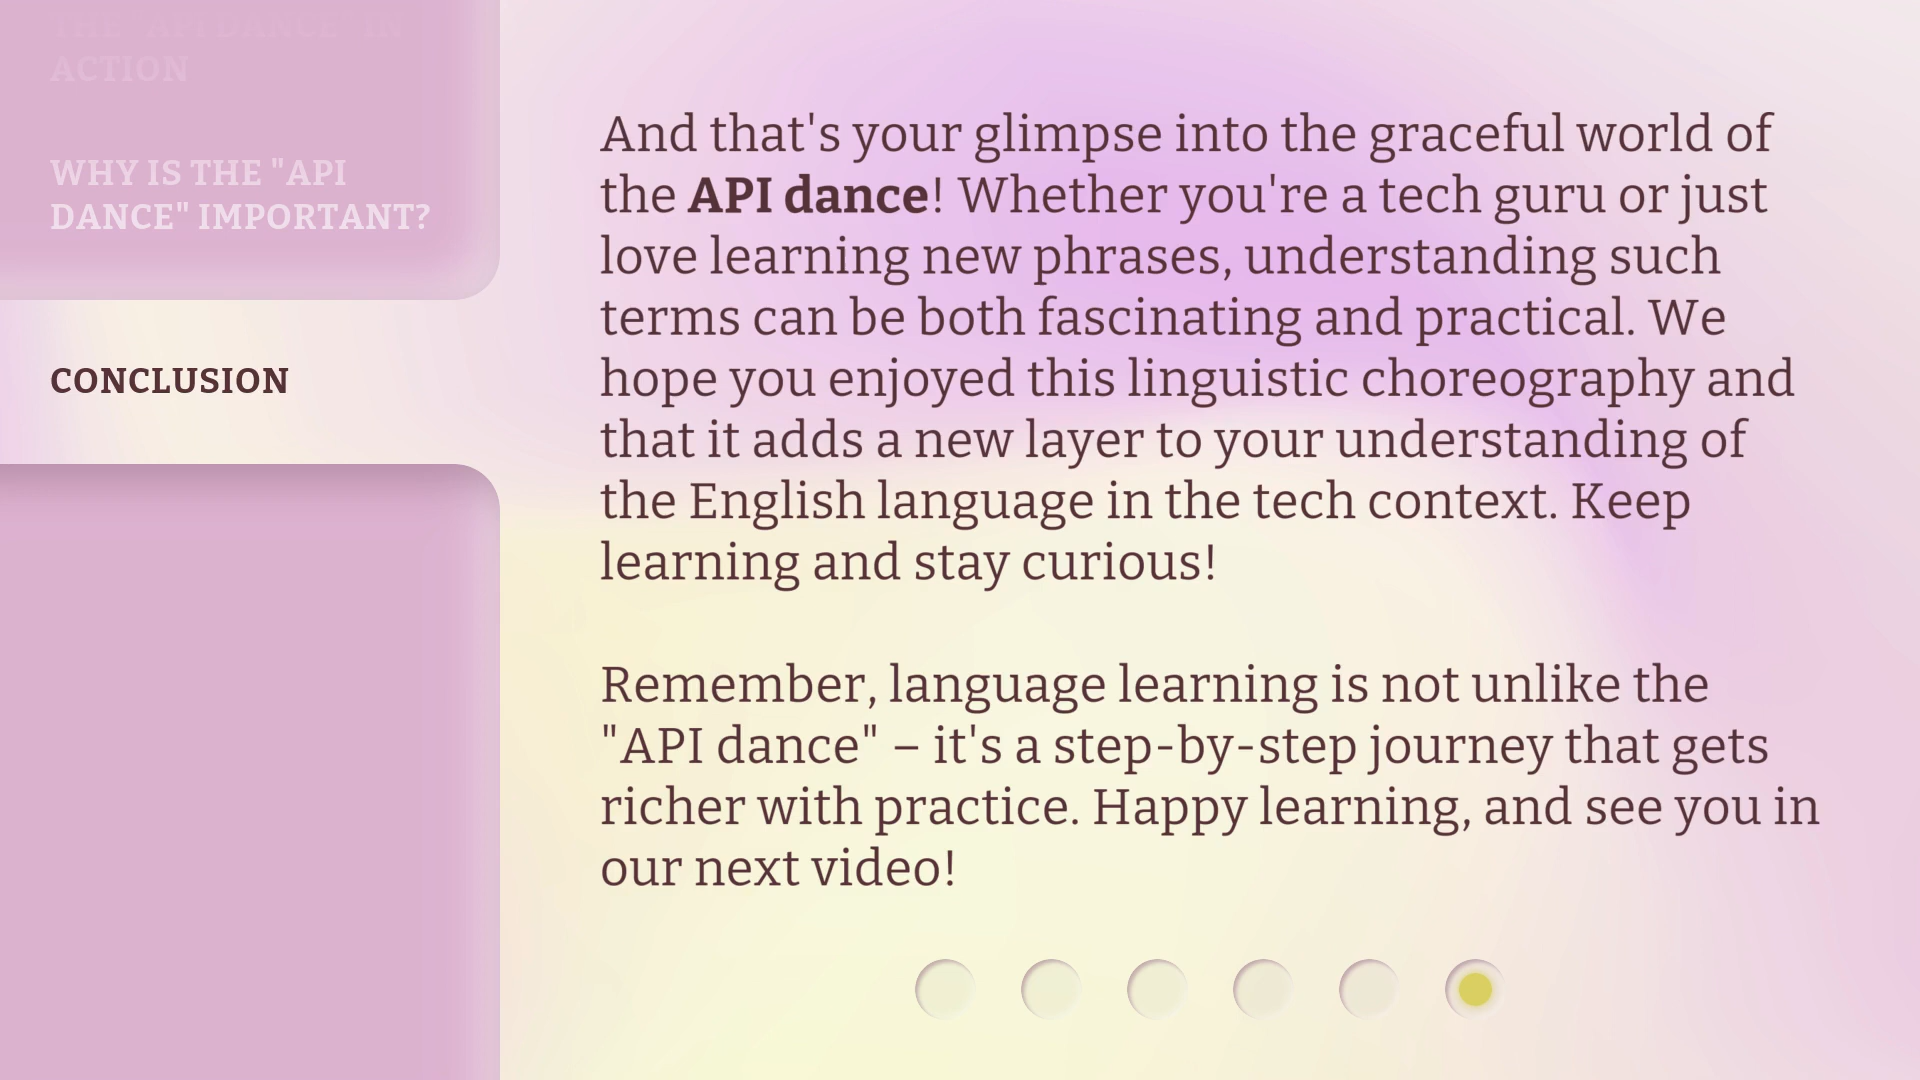 THE "API DANCE" IN
ACTION
WHY IS THE "API
DANCE" IMPORTANT?
CONCLUSION
And that's your glimpse into the graceful world of
the API dance! Whether you're a tech guru or just
love learning new phrases, understanding such
terms can be both fascinating and practical. We
hope you enjoyed this linguistic choreography and
that it adds a new layer to your understanding of
the English language in the tech context. Keep
learning and stay curious!
Remember, language learning is not unlike the
"API dance" – it's a step-by-step journey that gets
richer with practice. Happy learning, and see you in
our next video!